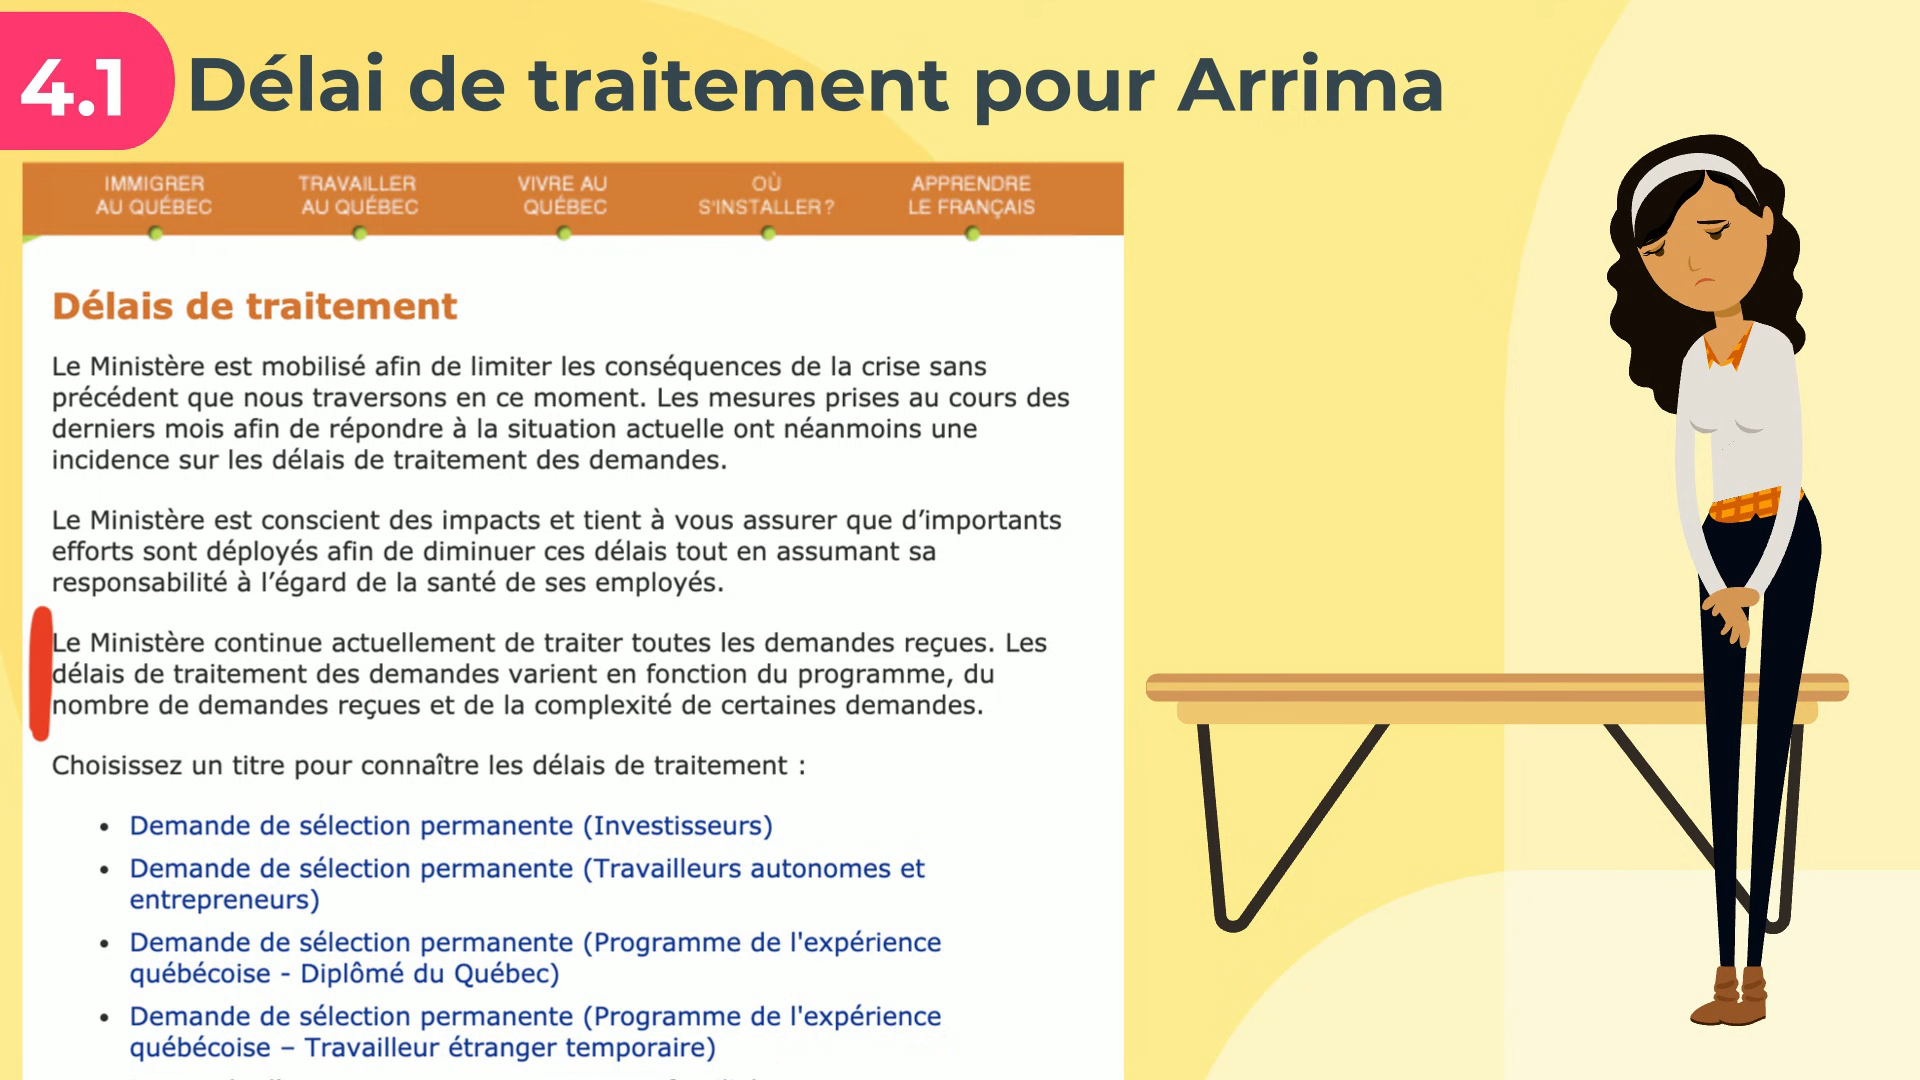 4.1 Délai de traitement pour Arrima
IMMIGRER
AU QUÉBEC
TRAVAILLER
AU QUÉBEC
VIVRE AU
QUÉBEC
OÙ
S'INSTALLER ?
APPRENDRE
LE FRANÇAIS
Délais de traitement
Le Ministère est mobilisé afin de limiter les conséquences de la crise sans
précédent que nous traversons en ce moment. Les mesures prises au cours des
derniers mois afin de répondre à la situation actuelle ont néanmoins une
incidence sur les délais de traitement des demandes.
Le Ministère est conscient des impacts et tient à vous assurer que d’importants
efforts sont déployés afin de diminuer ces délais tout en assumant sa
responsabilité à l’égard de la santé de ses employés.
Le Ministère continue actuellement de traiter toutes les demandes reçues. Les
délais de traitement des demandes varient en fonction du programme, du
nombre de demandes reçues et de la complexité de certaines demandes.
Choisissez un titre pour connaître les délais de traitement :
• Demande de sélection permanente (Investisseurs)
• Demande de sélection permanente (Travailleurs autonomes et
entrepreneurs)
• Demande de sélection permanente (Programme de l'expérience
québécoise - Diplômé du Québec)
• Demande de sélection permanente (Programme de l'expérience
québécoise – Travailleur étranger temporaire)